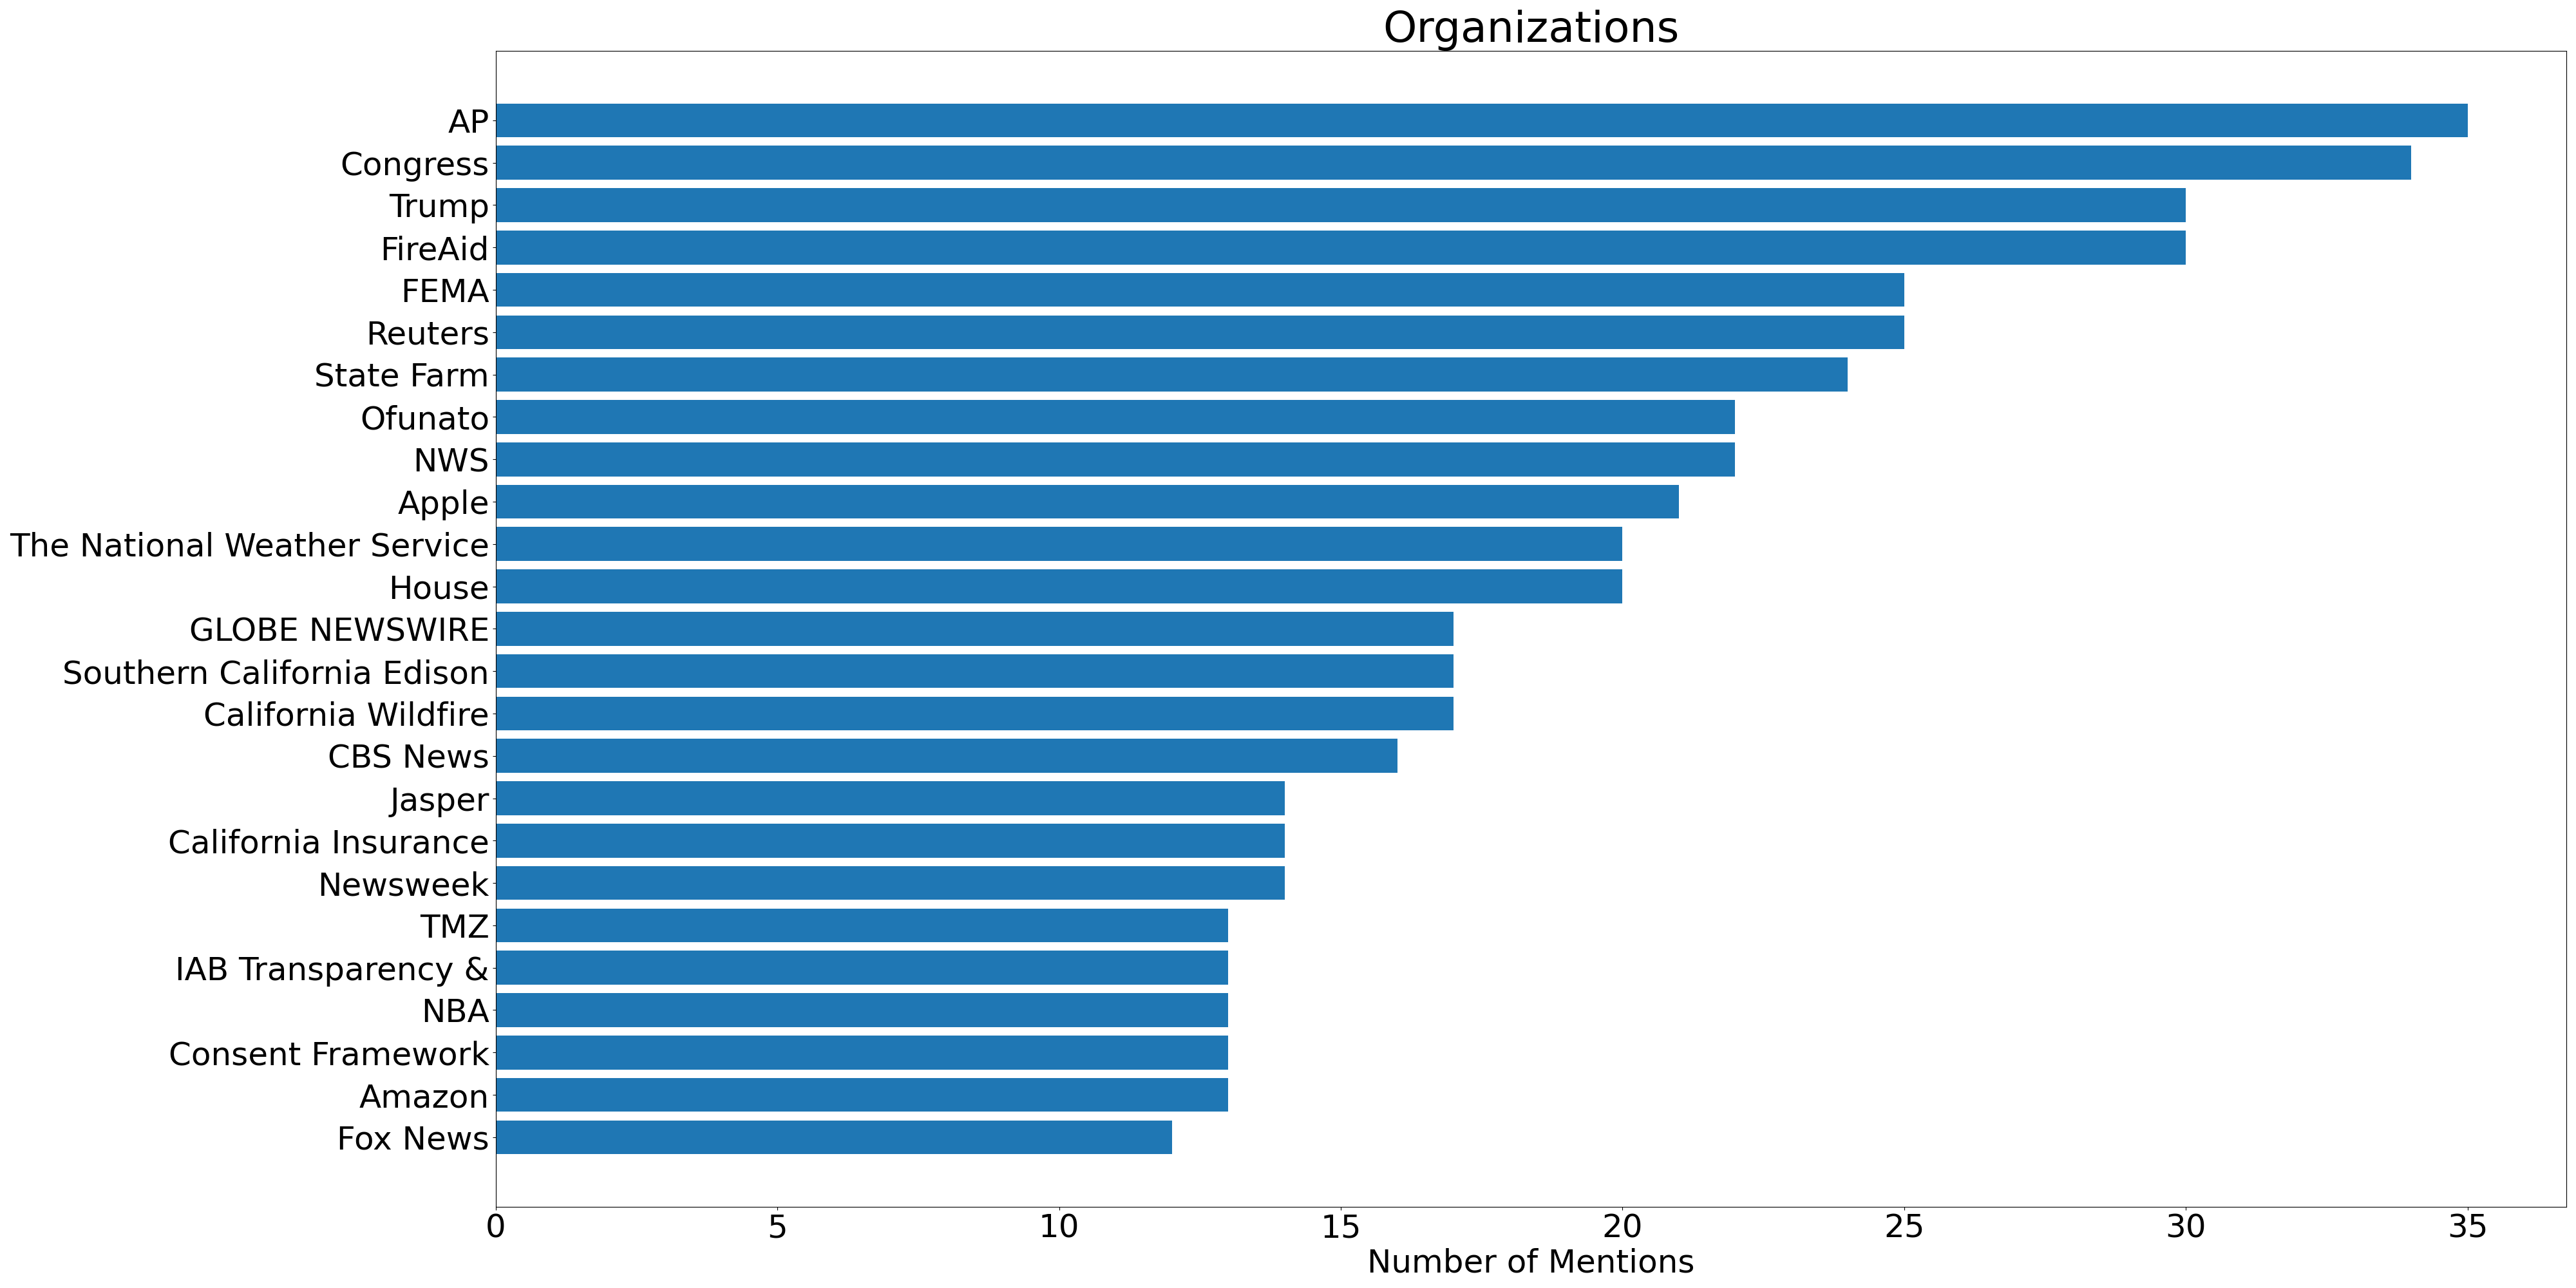 Organizations
AP
Congress
Trump
FireAid
FEMA
Reuters
State Farm
Ofunato
NWS
Apple
The National Weather Service
House
GLOBE NEWSWIRE
Southern California Edison
California Wildfire
CBS News
Jasper
California Insurance
Newsweek
TMZ
IAB Transparency &
NBA
Consent Framework
Amazon
Fox News
0 5 10 15 20 25 30 35
Number of Mentions